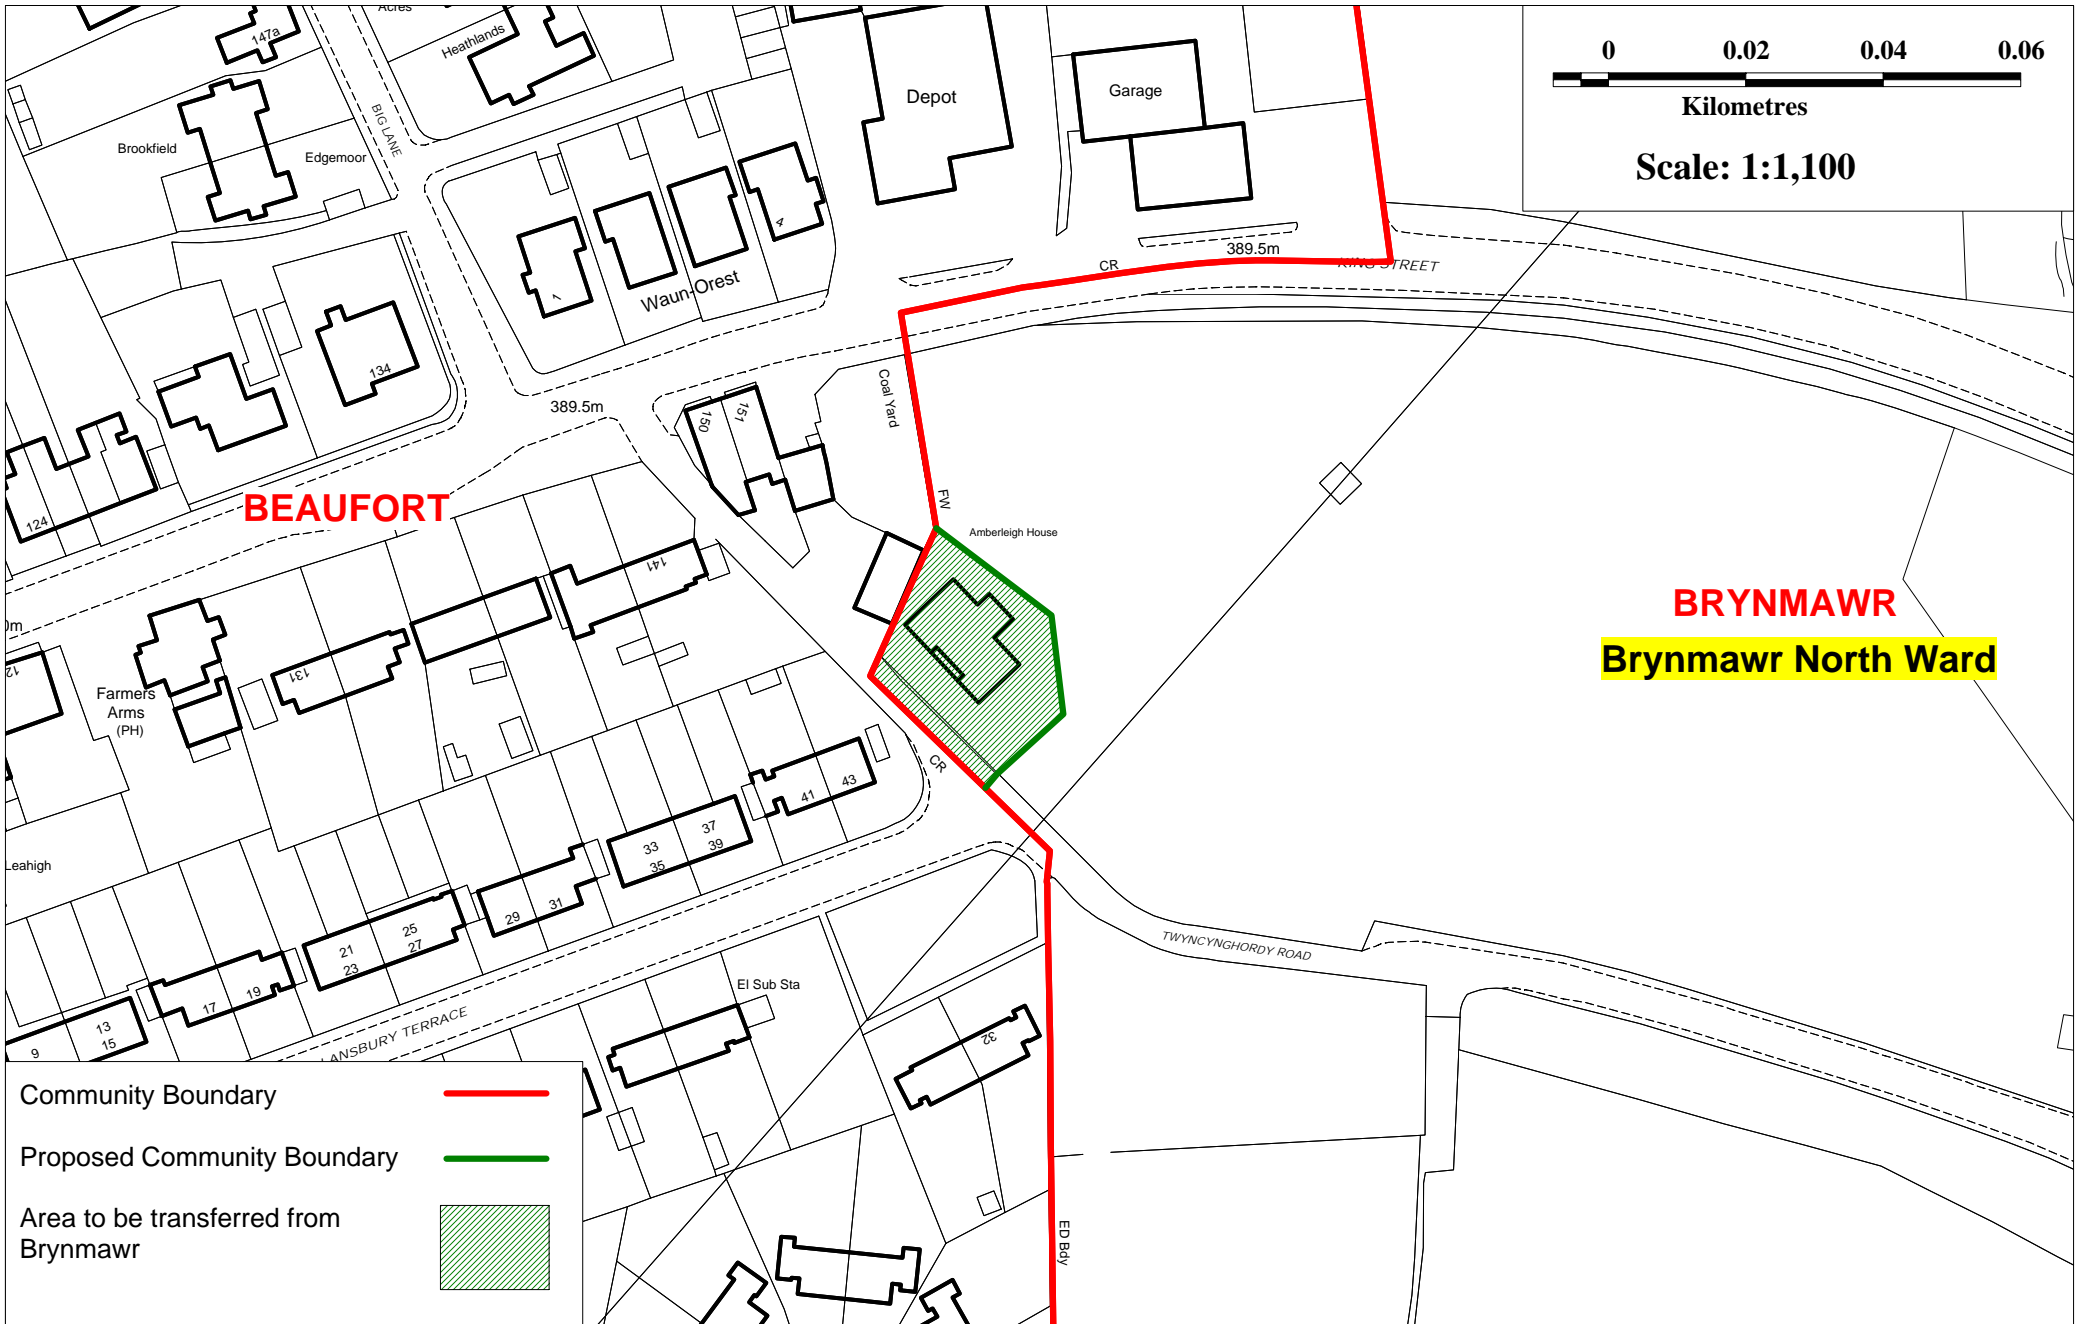 Acres
147a
Heathlands
BIG LANE
Depot
Garage
0 0.02 0.04 0.06
Kilometres
Scale: 1:1,100
Brookfield
Edgemoor
4
1
Waun-Orest
389.5m
CR
KING STREET
134
Coal Yard
389.5m
150
151
124
BEAUFORT
FW
Amberleigh House
141
BRYNMAWR
Brynmawr North Ward
0m
12
Farmers
Arms
(PH)
131
CR
41
43
37
33
39
35
Leahigh
29
31
25
21
27
23
TWYNCYNGHORDY ROAD
El Sub Sta
19
17
LANSBURY TERRACE
13
15
9
32
ED Bdy
Community Boundary
Proposed Community Boundary
Area to be transferred from
Brynmawr